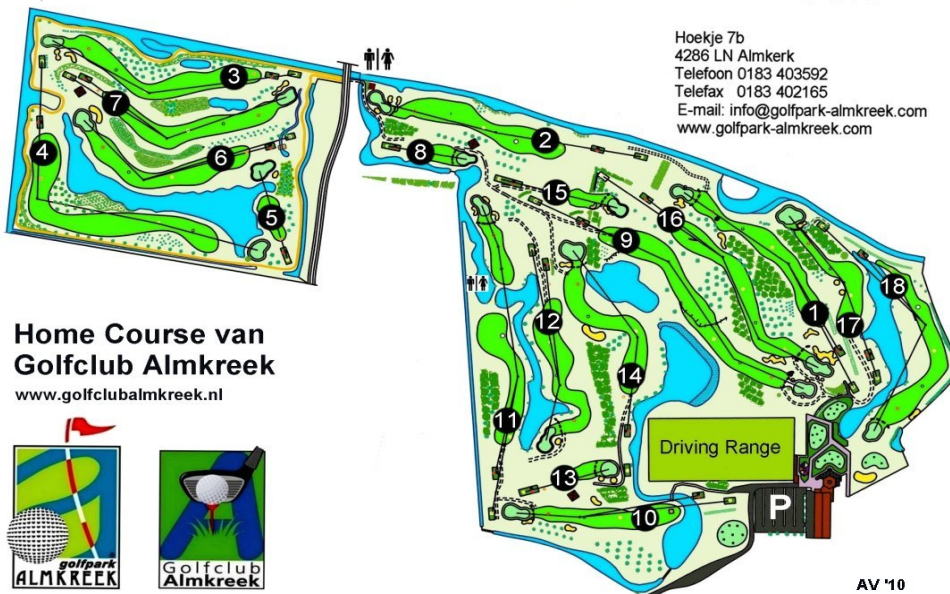 Hoekje 7b
4286 LN Almkerk
Telefoon 0183 403592
Telefax 0183 402165
E-mail: info@golfpark-almkreek.com
www.golfpark-almkreek.com
3
7
4
6
5
2
8
15
16
9
18
1
17
12
14
11
13
10
Driving Range
P
Home Course van
Golfclub Almkreek
www.golfclubalmkreek.nl
golfpark
ALMKREEK
Golfclub
Almkreek
AV '10